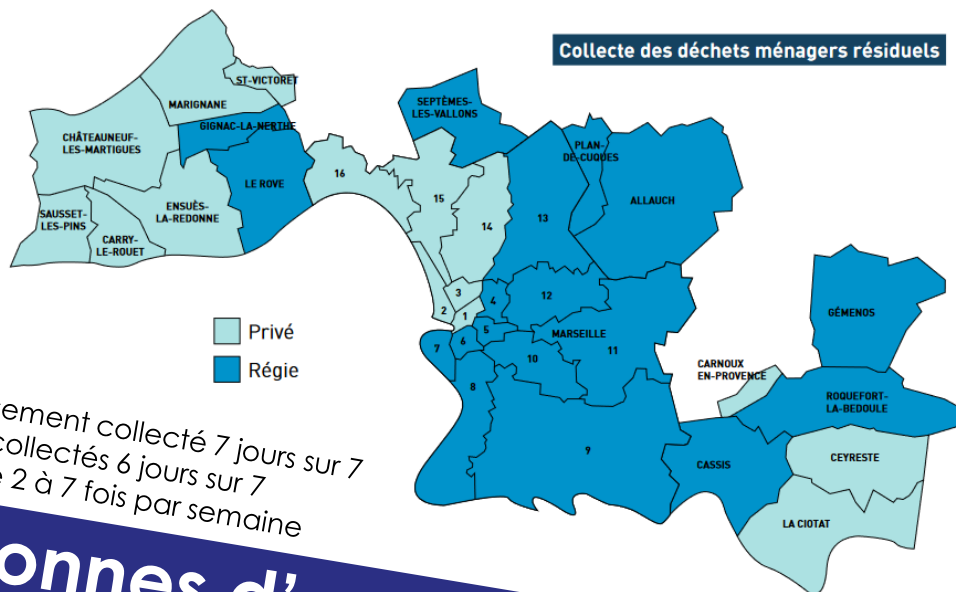 Collecte des déchets ménagers résiduels
ST-VICTORET
MARIGNANE
SEPTÈMES-
LES-VALLONS
GIGNAC-LA-NERTHE
CHÂTEAUNEUF-
LES-MARTIGUES
PLAN-
DE-CUQUES
16
LE ROVE
15
ALLAUCH
ENSUÈS-
LA-REDONNE
SAUSSET-
LES-PINS
CARRY-
LE-ROUET
14
13
3
4
12
2
1
5
MARSEILLE
GÉMENOS
Privé
Régie
7
6
10
11
8
CARNOUX
EN-PROVENCE
ROQUEFORT-
LA-BEDOULE
9
CASSIS
CEYRESTE
LA CIOTAT
collecté 7 jours sur 7
collectés 6 jours sur 7
2 à 7 fois par semaine
onnes d'